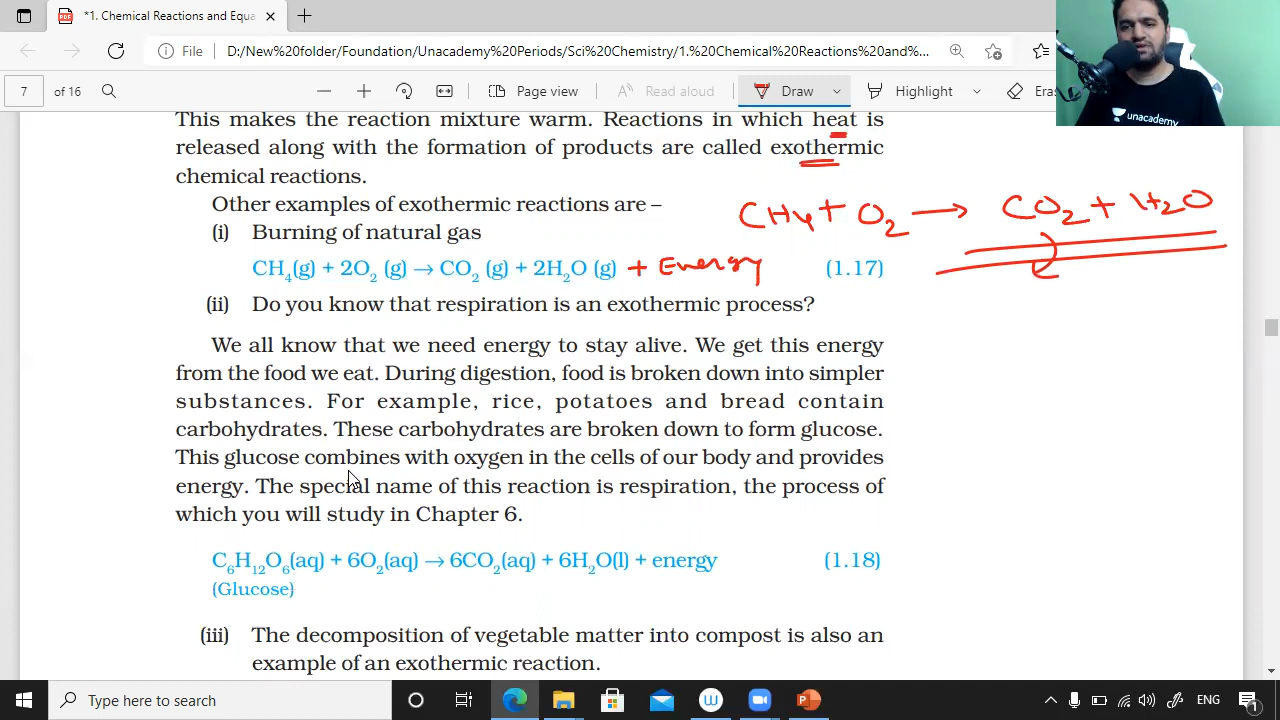 *1. Chemical Reactions and Equa
File D:/New%20folder/Foundation/Unacademy%20Periods/Sci%20Chemistry/1.%20Chemical%20Reactions%20and%...
7 of 16 Page view Read aloud Draw Highlight Eras
unacademy
This makes the reaction mixture warm. Reactions in which heat is
released along with the formation of products are called exothermic
chemical reactions.
Other examples of exothermic reactions are –
CH4 + O2 → CO2 + H2O
(i) Burning of natural gas
CH4(g) + 2O2 (g) → CO2 (g) + 2H2O (g) + Energy (1.17)
(ii) Do you know that respiration is an exothermic process?
We all know that we need energy to stay alive. We get this energy
from the food we eat. During digestion, food is broken down into simpler
substances. For example, rice, potatoes and bread contain
carbohydrates. These carbohydrates are broken down to form glucose.
This glucose combines with oxygen in the cells of our body and provides
energy. The special name of this reaction is respiration, the process of
which you will study in Chapter 6.
C6H12O6(aq) + 6O2(aq) → 6CO2(aq) + 6H2O(l) + energy (1.18)
(Glucose)
(iii) The decomposition of vegetable matter into compost is also an
example of an exothermic reaction.
Type here to search
ENG
1